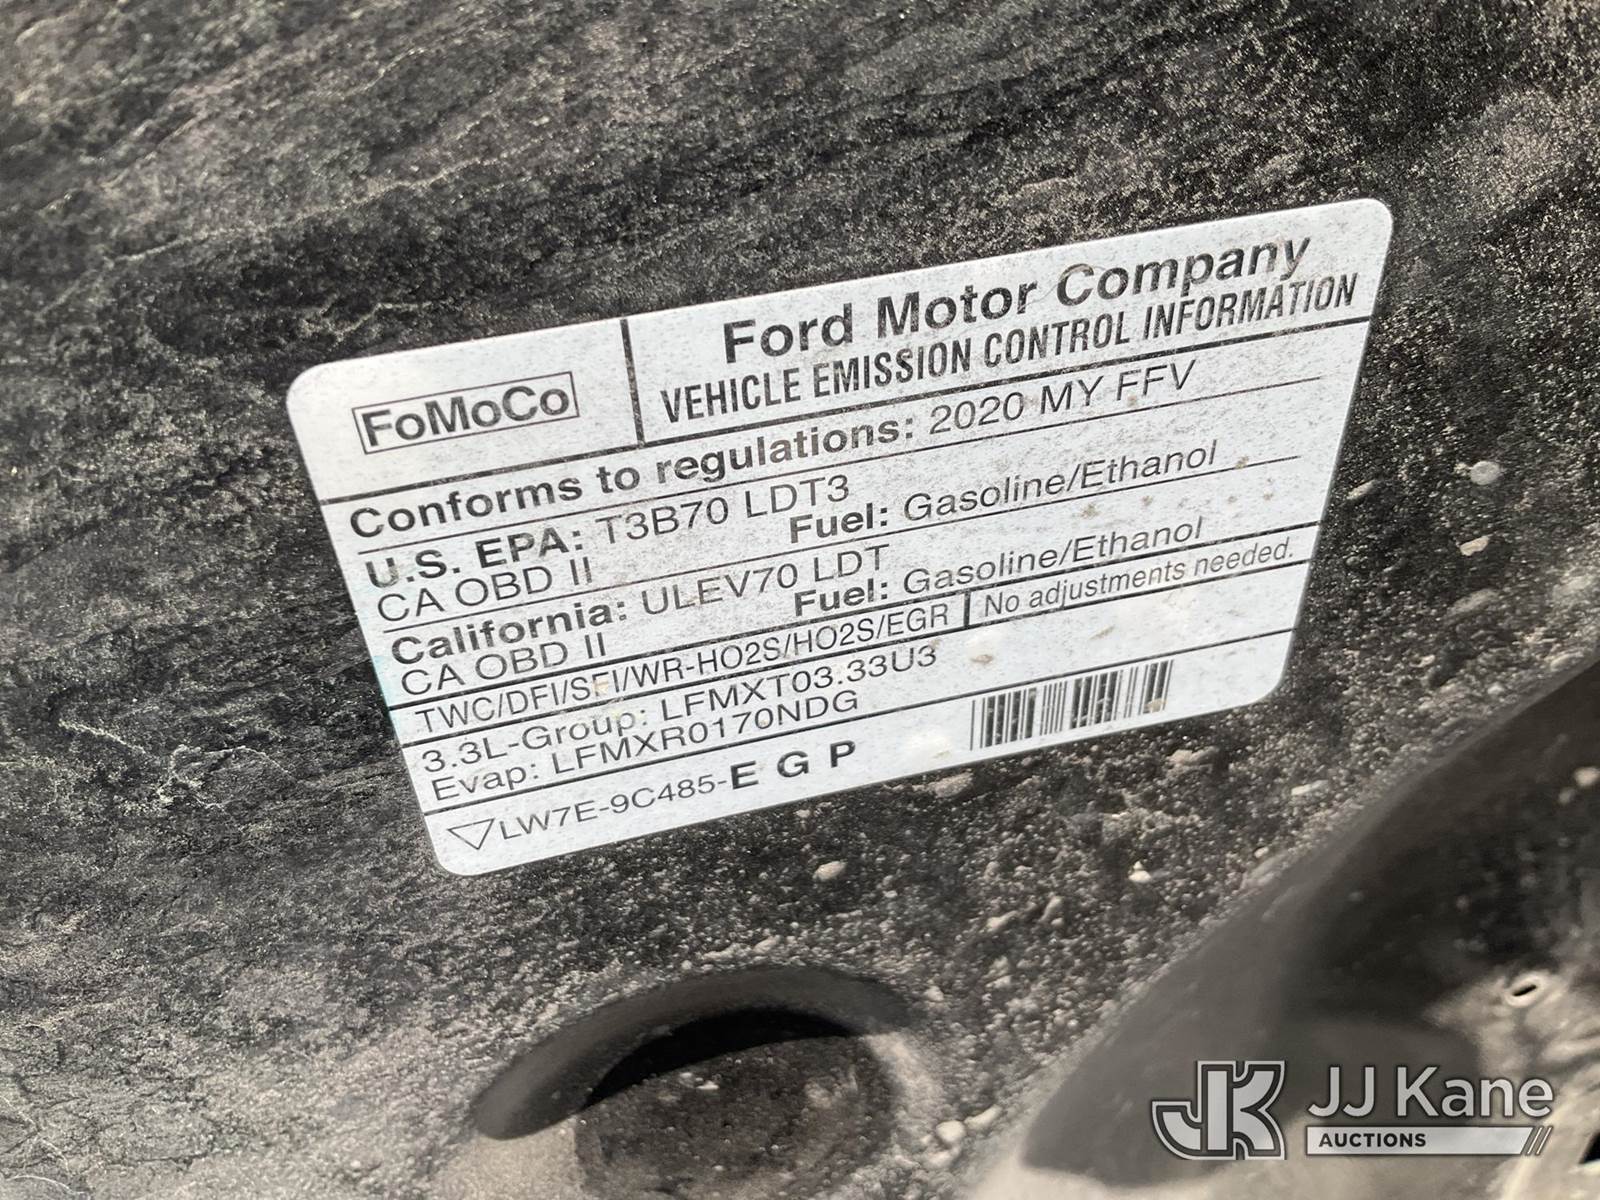 FoMoCo
Ford Motor Company
VEHICLE EMISSION CONTROL INFORMATION
Conforms to regulations: 2020 MY FFV
U.S. EPA: T3B70 LDT3
CA OBD II Fuel: Gasoline/Ethanol
California: ULEV70 LDT
CA OBD II Fuel: Gasoline/Ethanol
TWC/DFI/SFI/WR-HO2S/HO2S/EGR No adjustments needed.
3.3L-Group: LFMXT03.33U3
Evap: LFMXR0170NDG
LW7E-9C485-E G P
JK JJ Kane
AUCTIONS